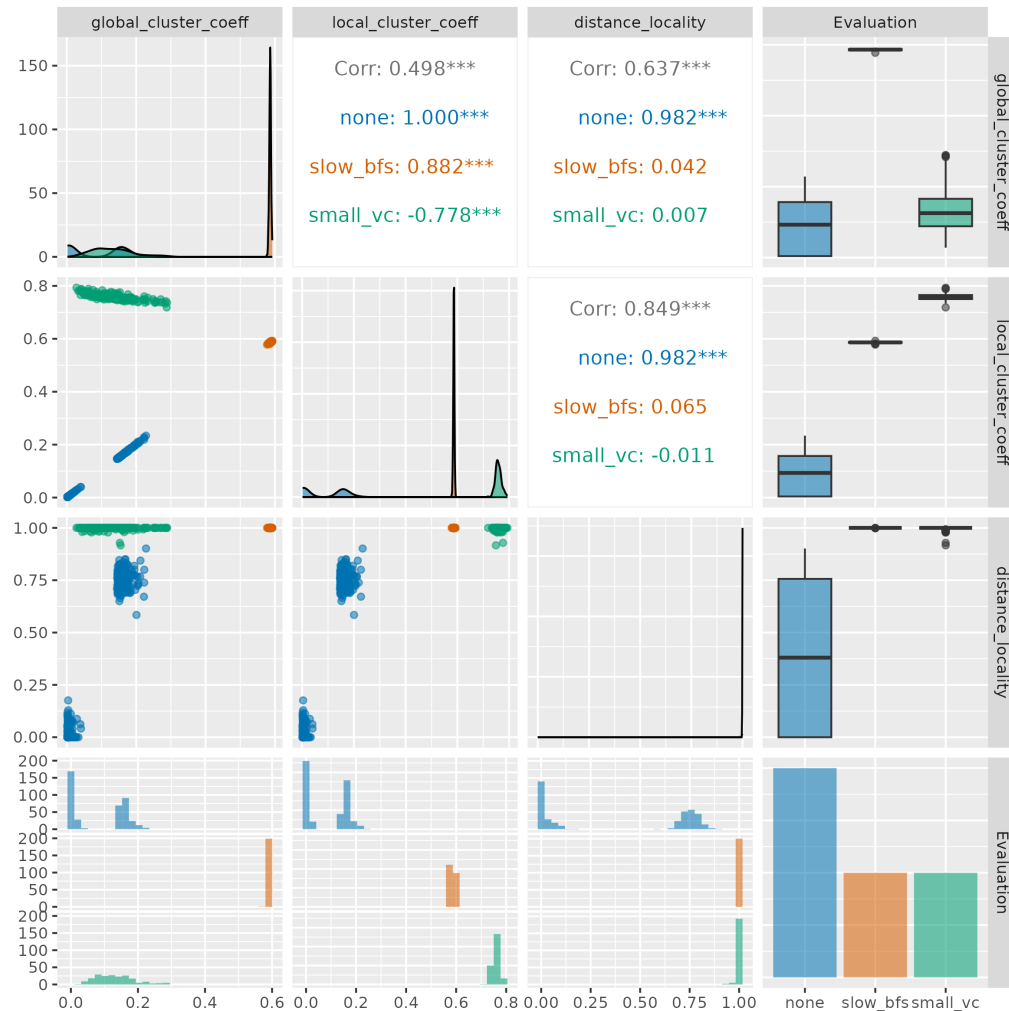 global_cluster_coeff local_cluster_coeff distance_locality Evaluation
150
100
50
0
Corr: 0.498***
none: 1.000***
slow_bfs: 0.882***
small_vc: -0.778***
Corr: 0.637***
none: 0.982***
slow_bfs: 0.042
small_vc: 0.007
global_cluster_coeff
0.8
0.6
0.4
0.2
0.0
Corr: 0.849***
none: 0.982***
slow_bfs: 0.065
small_vc: -0.011
local_cluster_coeff
1.00
0.75
0.50
0.25
0.00
distance_locality
200
150
100
50
0
200
150
100
50
0
200
150
100
50
0
Evaluation
0.0 0.2 0.4 0.6 0.0 0.2 0.4 0.6 0.8 0.00 0.25 0.50 0.75 1.00 none slow_bfs small_vc